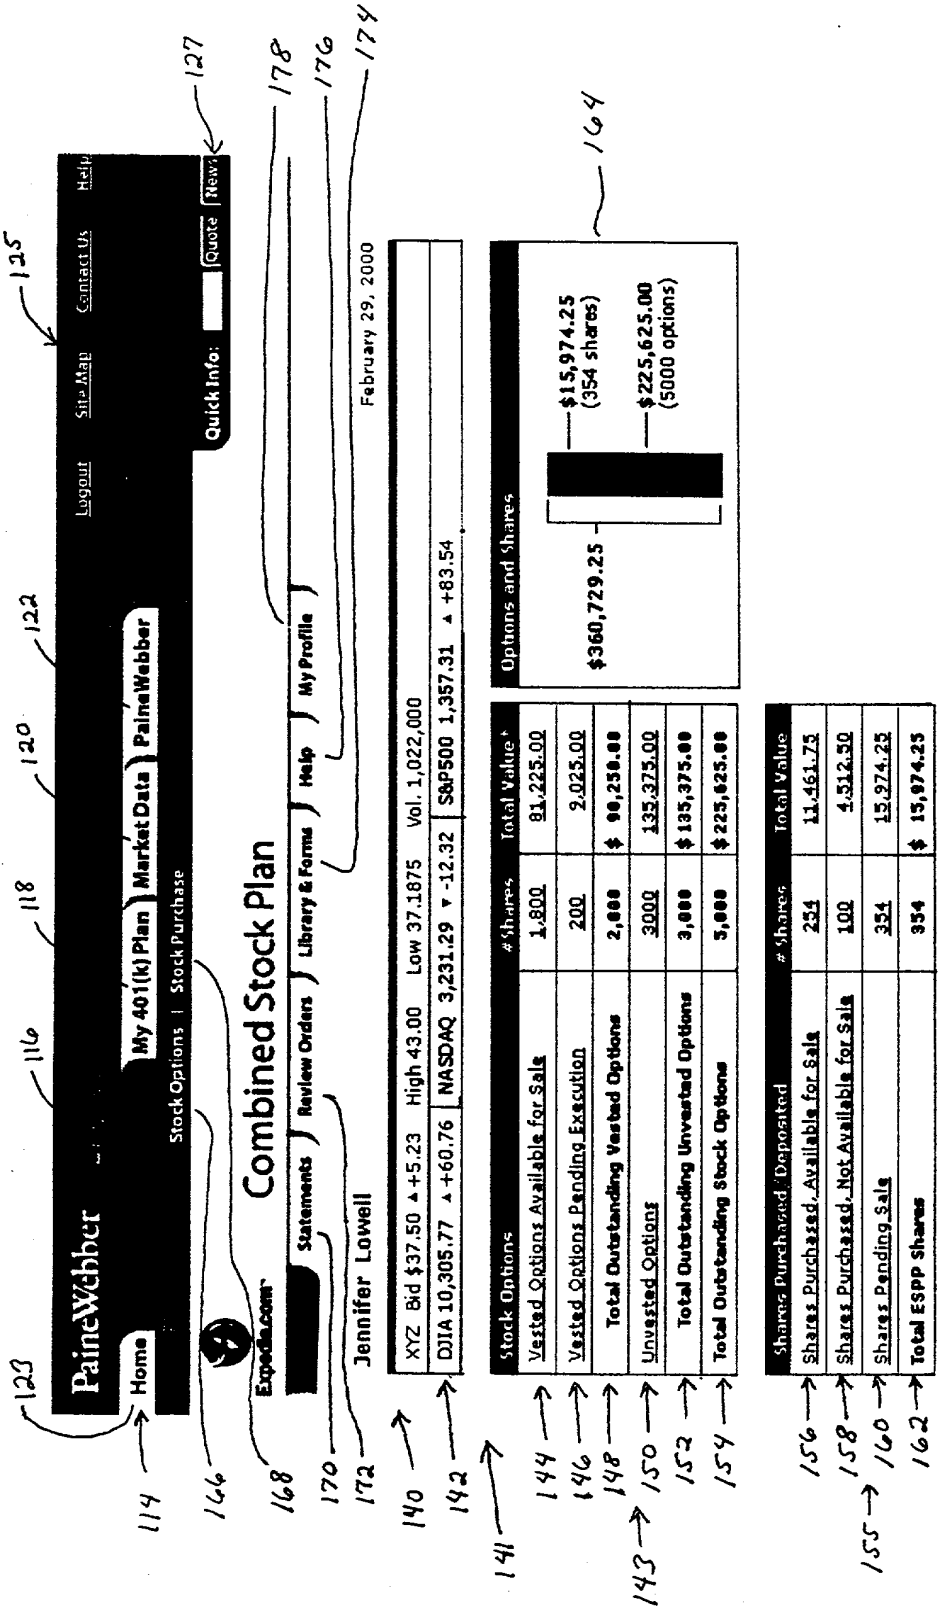 116 118 120 122 125
123
PaineWebber
Logout Site Map Contact Us Help
127
114
Home My 401(k) Plan Market Data PaineWebber
Stock Options | Stock Purchase
Quick Info: Quote News
166
168
Expedia.com
Combined Stock Plan
178
170
Statements Review Orders Library & Forms Help My Profile
176
172
174
Jennifer Lowell
February 29, 2000
140
XYZ Bid $37.50 ▲ +5.23 High 43.00 Low 37.1875 Vol. 1,022,000
142
DJIA 10,305.77 ▲ +60.76 NASDAQ 3,231.29 ▼ -12.32 S&P500 1,357.31 ▲ +83.54
141
Stock Options #Shares Total Value*
144 Vested Options Available for Sale 1,800 81,225.00
146 Vested Options Pending Execution 200 9,025.00
148 Total Outstanding Vested Options 2,000 $ 90,250.00
143
150 Unvested Options 3000 135,375.00
152 Total Outstanding Unvested Options 3,000 $ 135,375.00
154 Total Outstanding Stock Options 5,000 $ 225,625.00
Options and Shares
164
$360,729.25
$15,974.25
(354 shares)
$225,625.00
(5000 options)
Shares Purchased/Deposited #Shares Total Value
156 Shares Purchased, Available for Sale 254 11,461.75
158 Share Purchased, Not Available for Sale 100 4,512.50
155
160 Share Pending Sale 354 15,974.25
162 Total ESPP Shares 354 $ 15,974.25